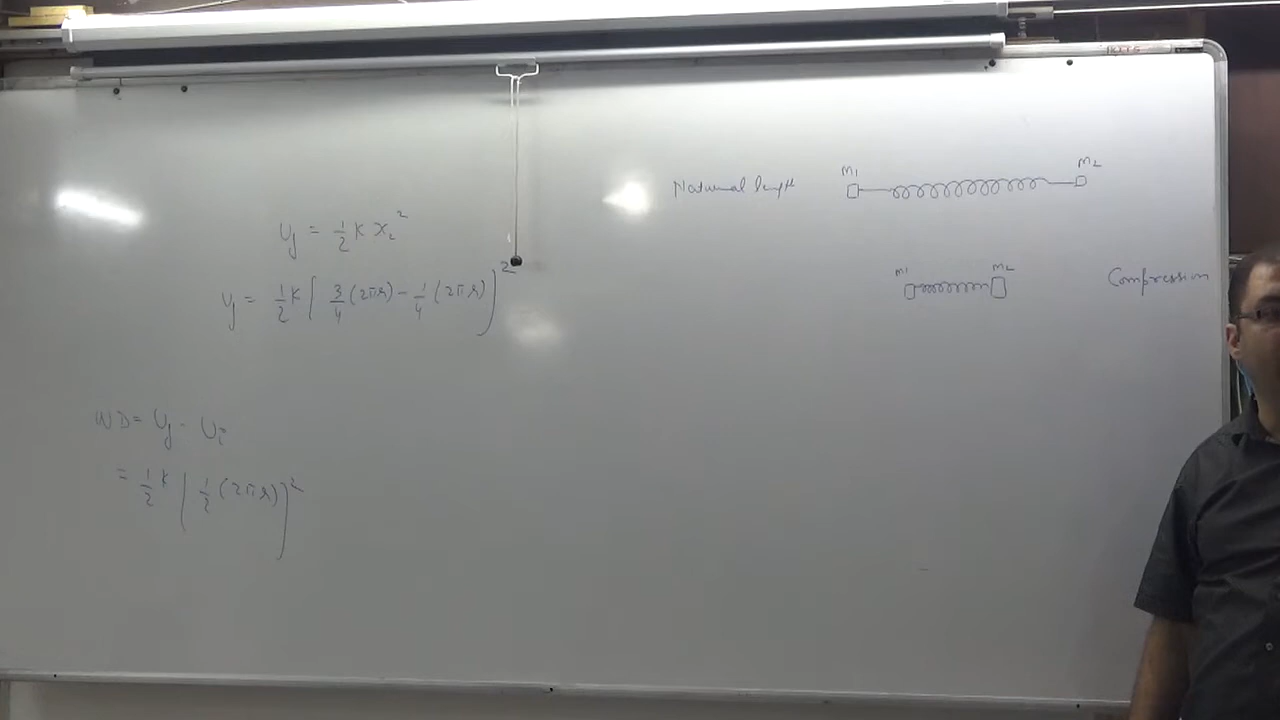 U_f = 1/2 K x_2^2
U_f = 1/2 K [ 3/4 (2πr) - 1/4 (2πr) ]^2
WD = U_f - U_i
= 1/2 K [ 1/2 (2πr) ]^2
Natural length
M1 M2
M1 M2
Compression